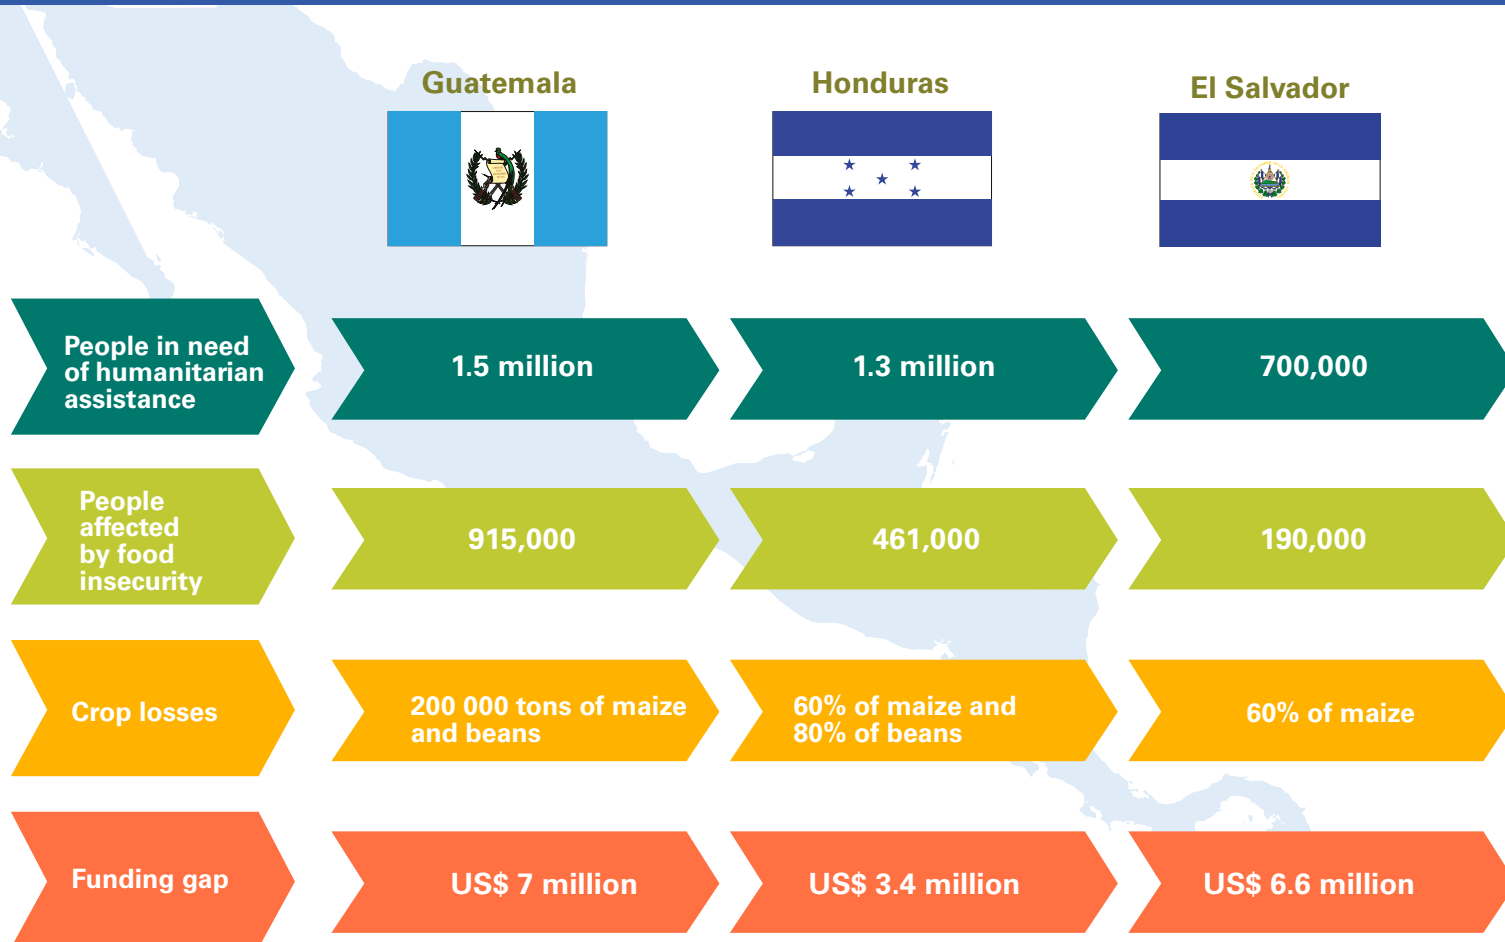 Guatemala
Honduras
El Salvador
People in need
of humanitarian
assistance
1.5 million
1.3 million
700,000
People
affected
by food
insecurity
915,000
461,000
190,000
Crop losses
200 000 tons of maize
and beans
60% of maize and
80% of beans
60% of maize
Funding gap
US$ 7 million
US$ 3.4 million
US$ 6.6 million